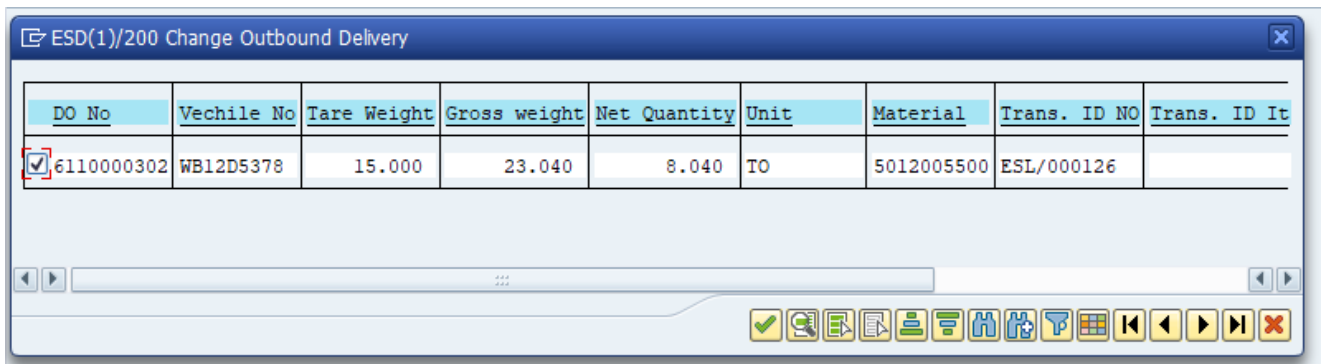 ESD(1)/200 Change Outbound Delivery
DO No Vechile No Tare Weight Gross weight Net Quantity Unit Material Trans. ID NO Trans. ID It
6110000302 WB12D5378 15.000 23.040 8.040 TO 5012005500 ESL/000126